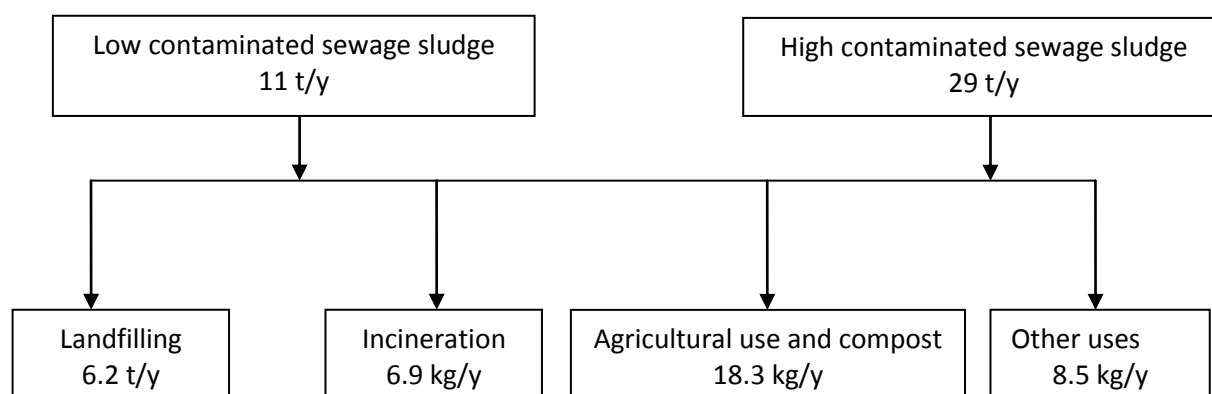 Low contaminated sewage sludge
11 t/y
High contaminated sewage sludge
29 t/y
Landfilling
6.2 t/y
Incineration
6.9 kg/y
Agricultural use and compost
18.3 kg/y
Other uses
8.5 kg/y